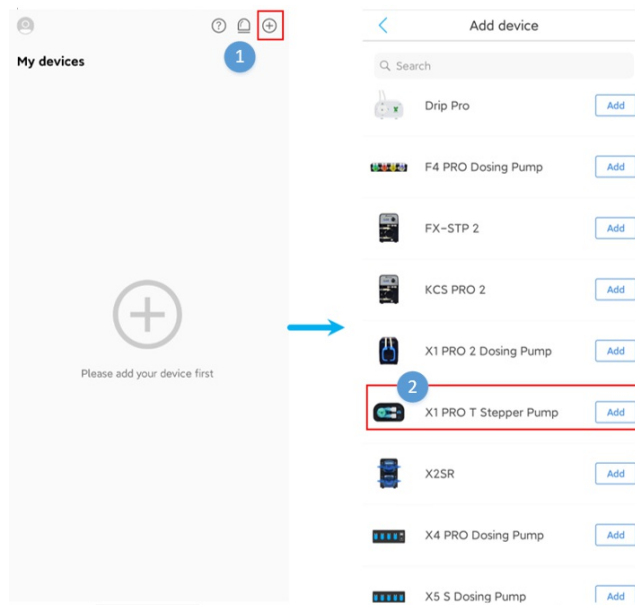 1
My devices
Please add your device first
Add device
Search
Drip Pro Add
F4 PRO Dosing Pump Add
FX-STP 2 Add
KCS PRO 2 Add
X1 PRO 2 Dosing Pump Add
2
X1 PRO T Stepper Pump Add
X2SR Add
X4 PRO Dosing Pump Add
X5 S Dosing Pump Add